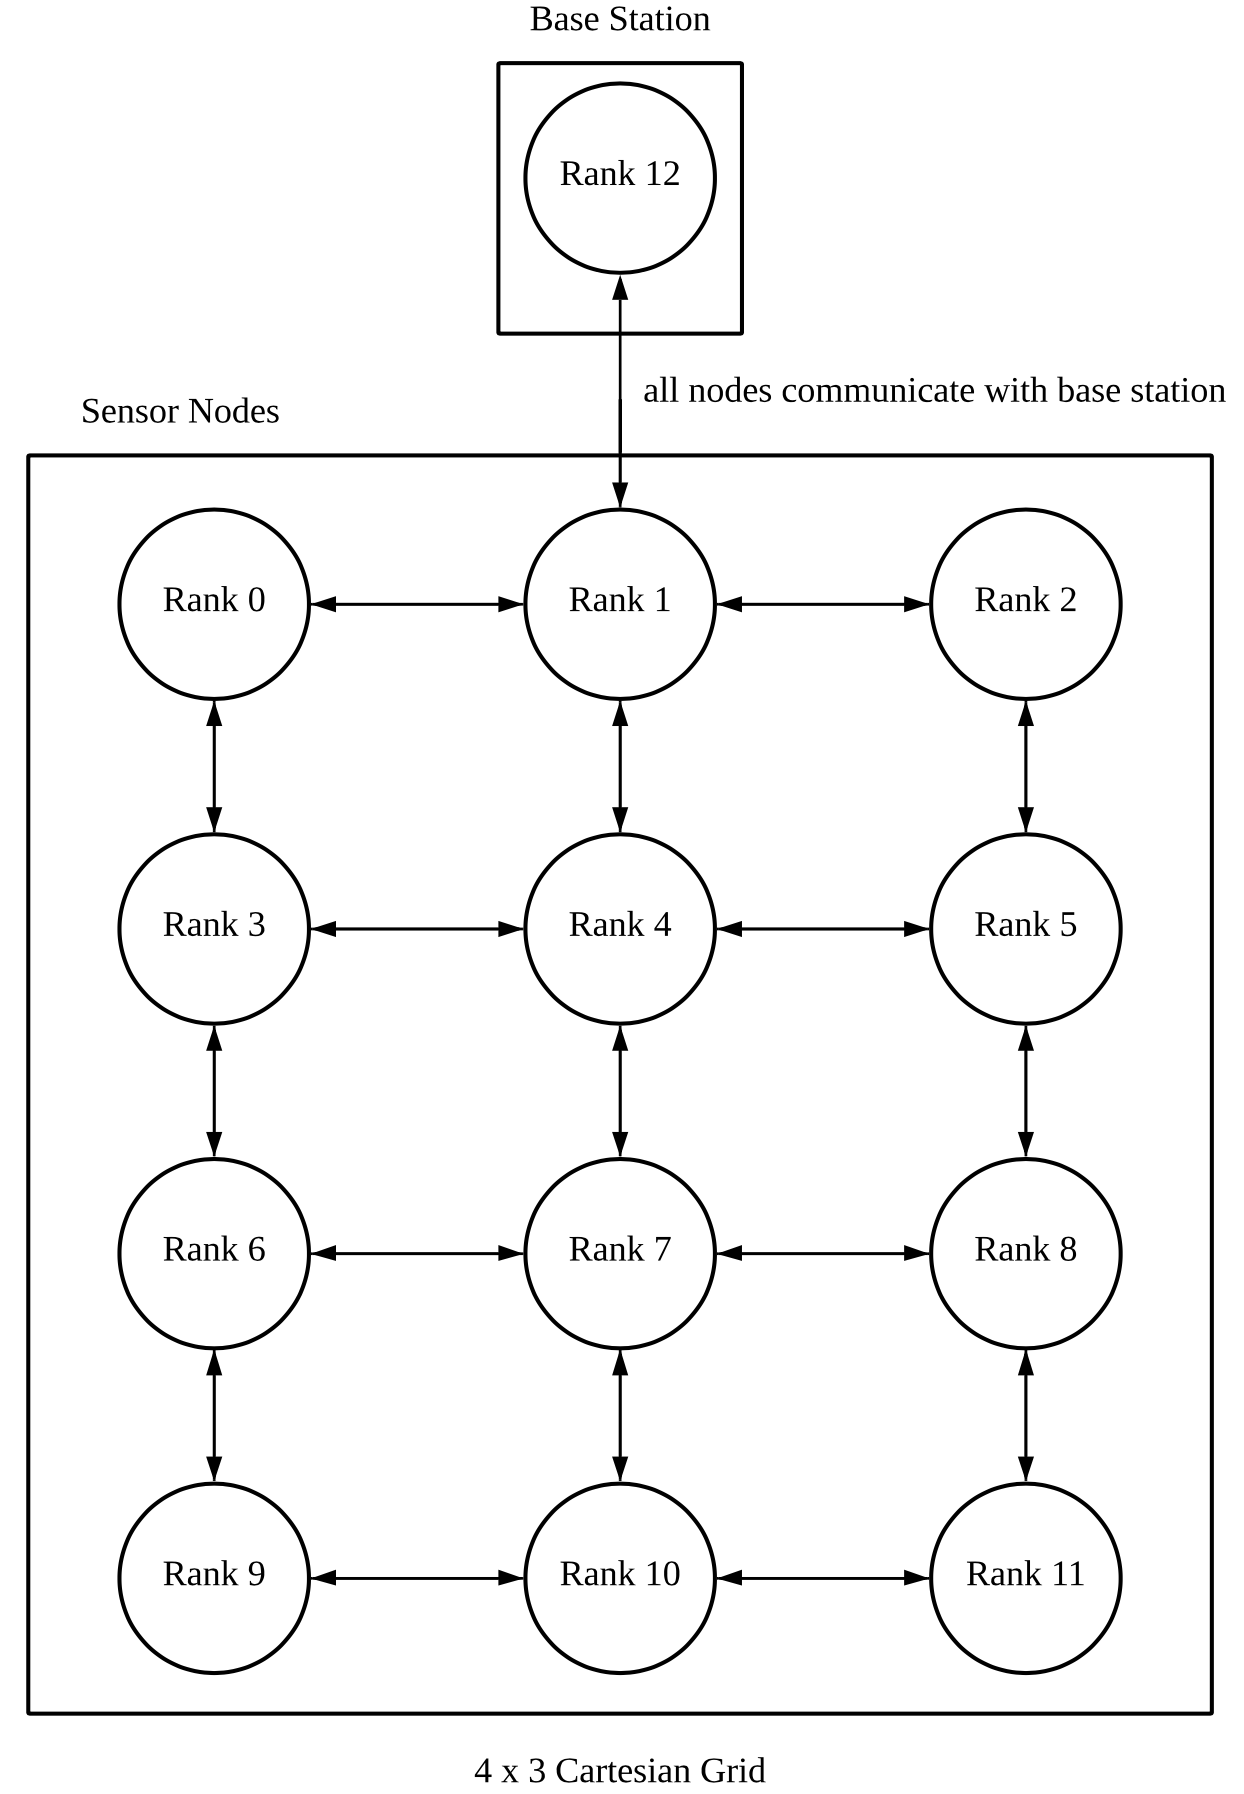 Base Station
Rank 12
all nodes communicate with base station
Sensor Nodes
Rank 0
Rank 1
Rank 2
Rank 3
Rank 4
Rank 5
Rank 6
Rank 7
Rank 8
Rank 9
Rank 10
Rank 11
4 x 3 Cartesian Grid